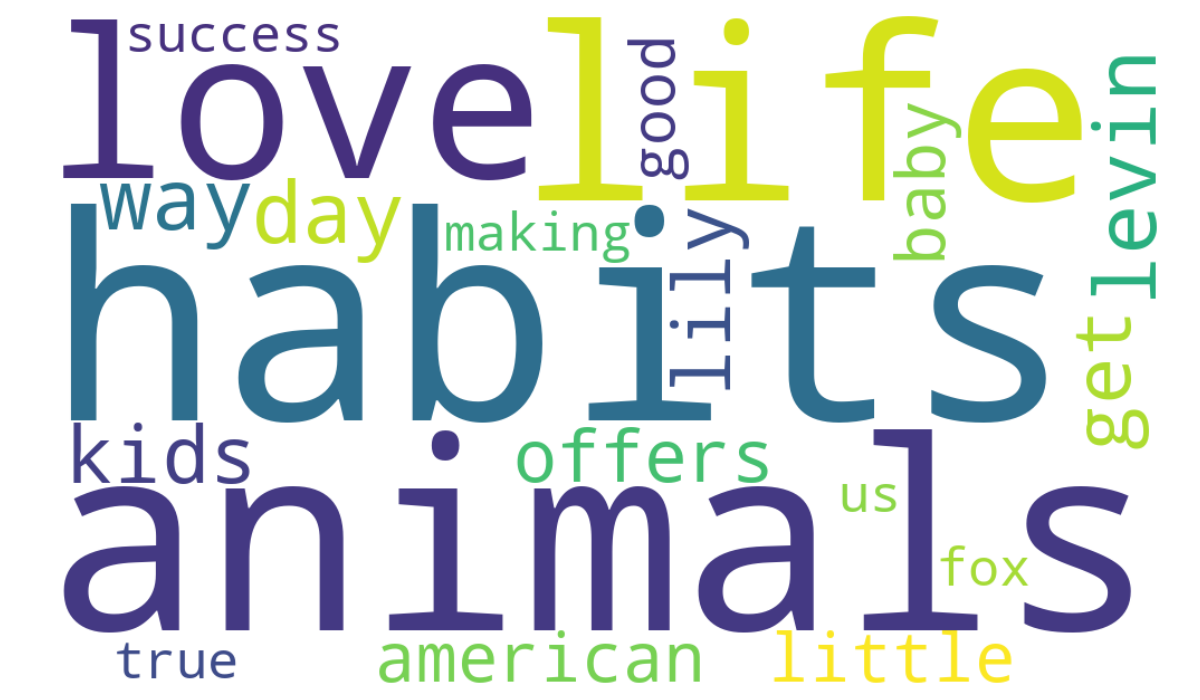 success
love
life
good
baby
levin
way
day
making
lily
habits
get
kids
offers
us
animals
fox
true
american
little